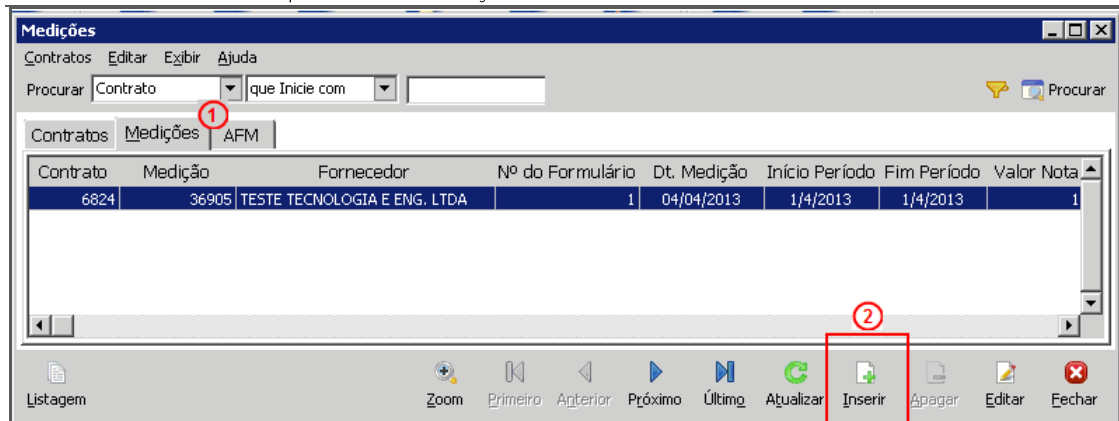 Medições
Contratos Editar Exibir Ajuda
Procurar Contrato que Inicie com Procurar
1
Contratos Medições AFM
Contrato Medição Fornecedor Nº do Formulário Dt. Medição Início Período Fim Período Valor Nota
6824 36905 TESTE TECNOLOGIA E ENG. LTDA 1 04/04/2013 1/4/2013 1/4/2013 1
2
Listagem Zoom Primeiro Anterior Próximo Último Atualizar Inserir Apagar Editar Fechar